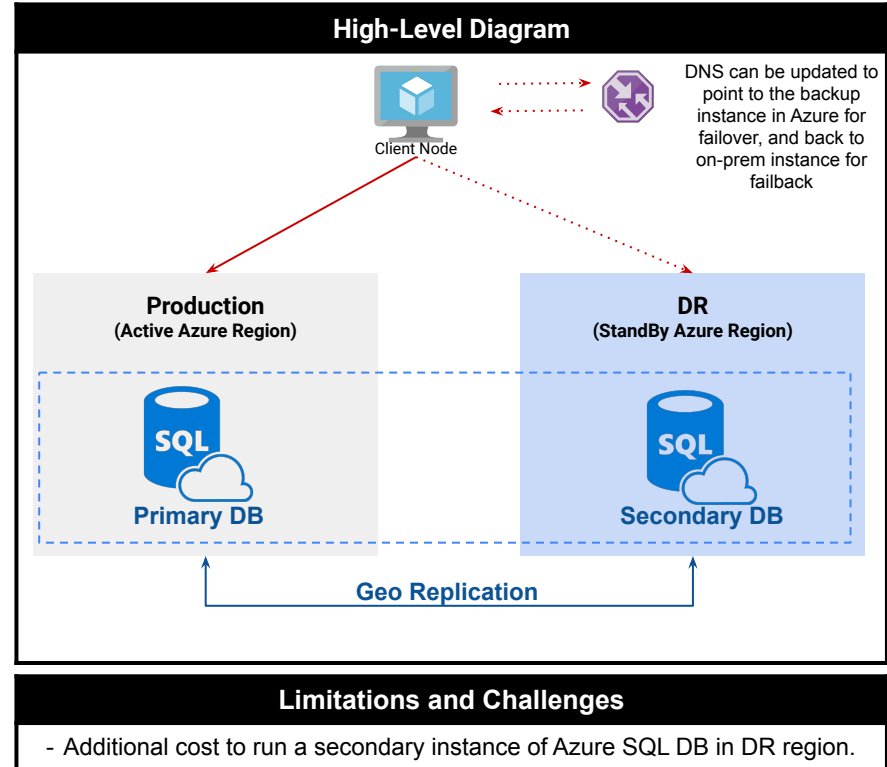 High-Level Diagram
DNS can be updated to
point to the backup
instance in Azure for
failover, and back to
on-prem instance for
failback
Client Node
Production
(Active Azure Region)
DR
(StandBy Azure Region)
SQL
Primary DB
SQL
Secondary DB
Geo Replication
Limitations and Challenges
- Additional cost to run a secondary instance of Azure SQL DB in DR region.